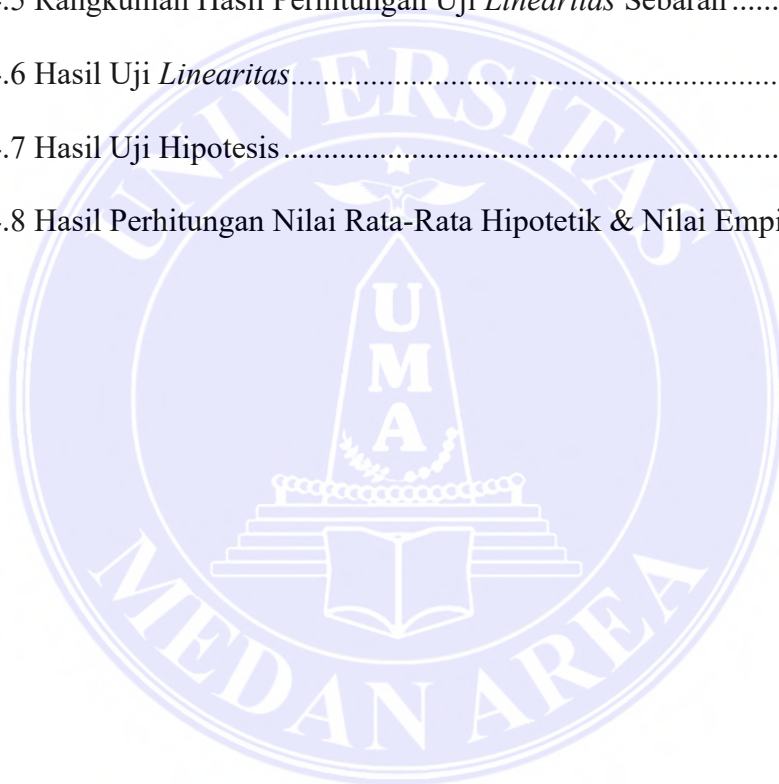 .5 Rangkuman Hasil Perhitungan Uji Linearitas Sebaran......
.6 Hasil Uji Linearitas..........................................................
.7 Hasil Uji Hipotesis...........................................................
.8 Hasil Perhitungan Nilai Rata-Rata Hipotetik & Nilai Empi
UNIVERSITAS
U
M
A
MEDAN AREA